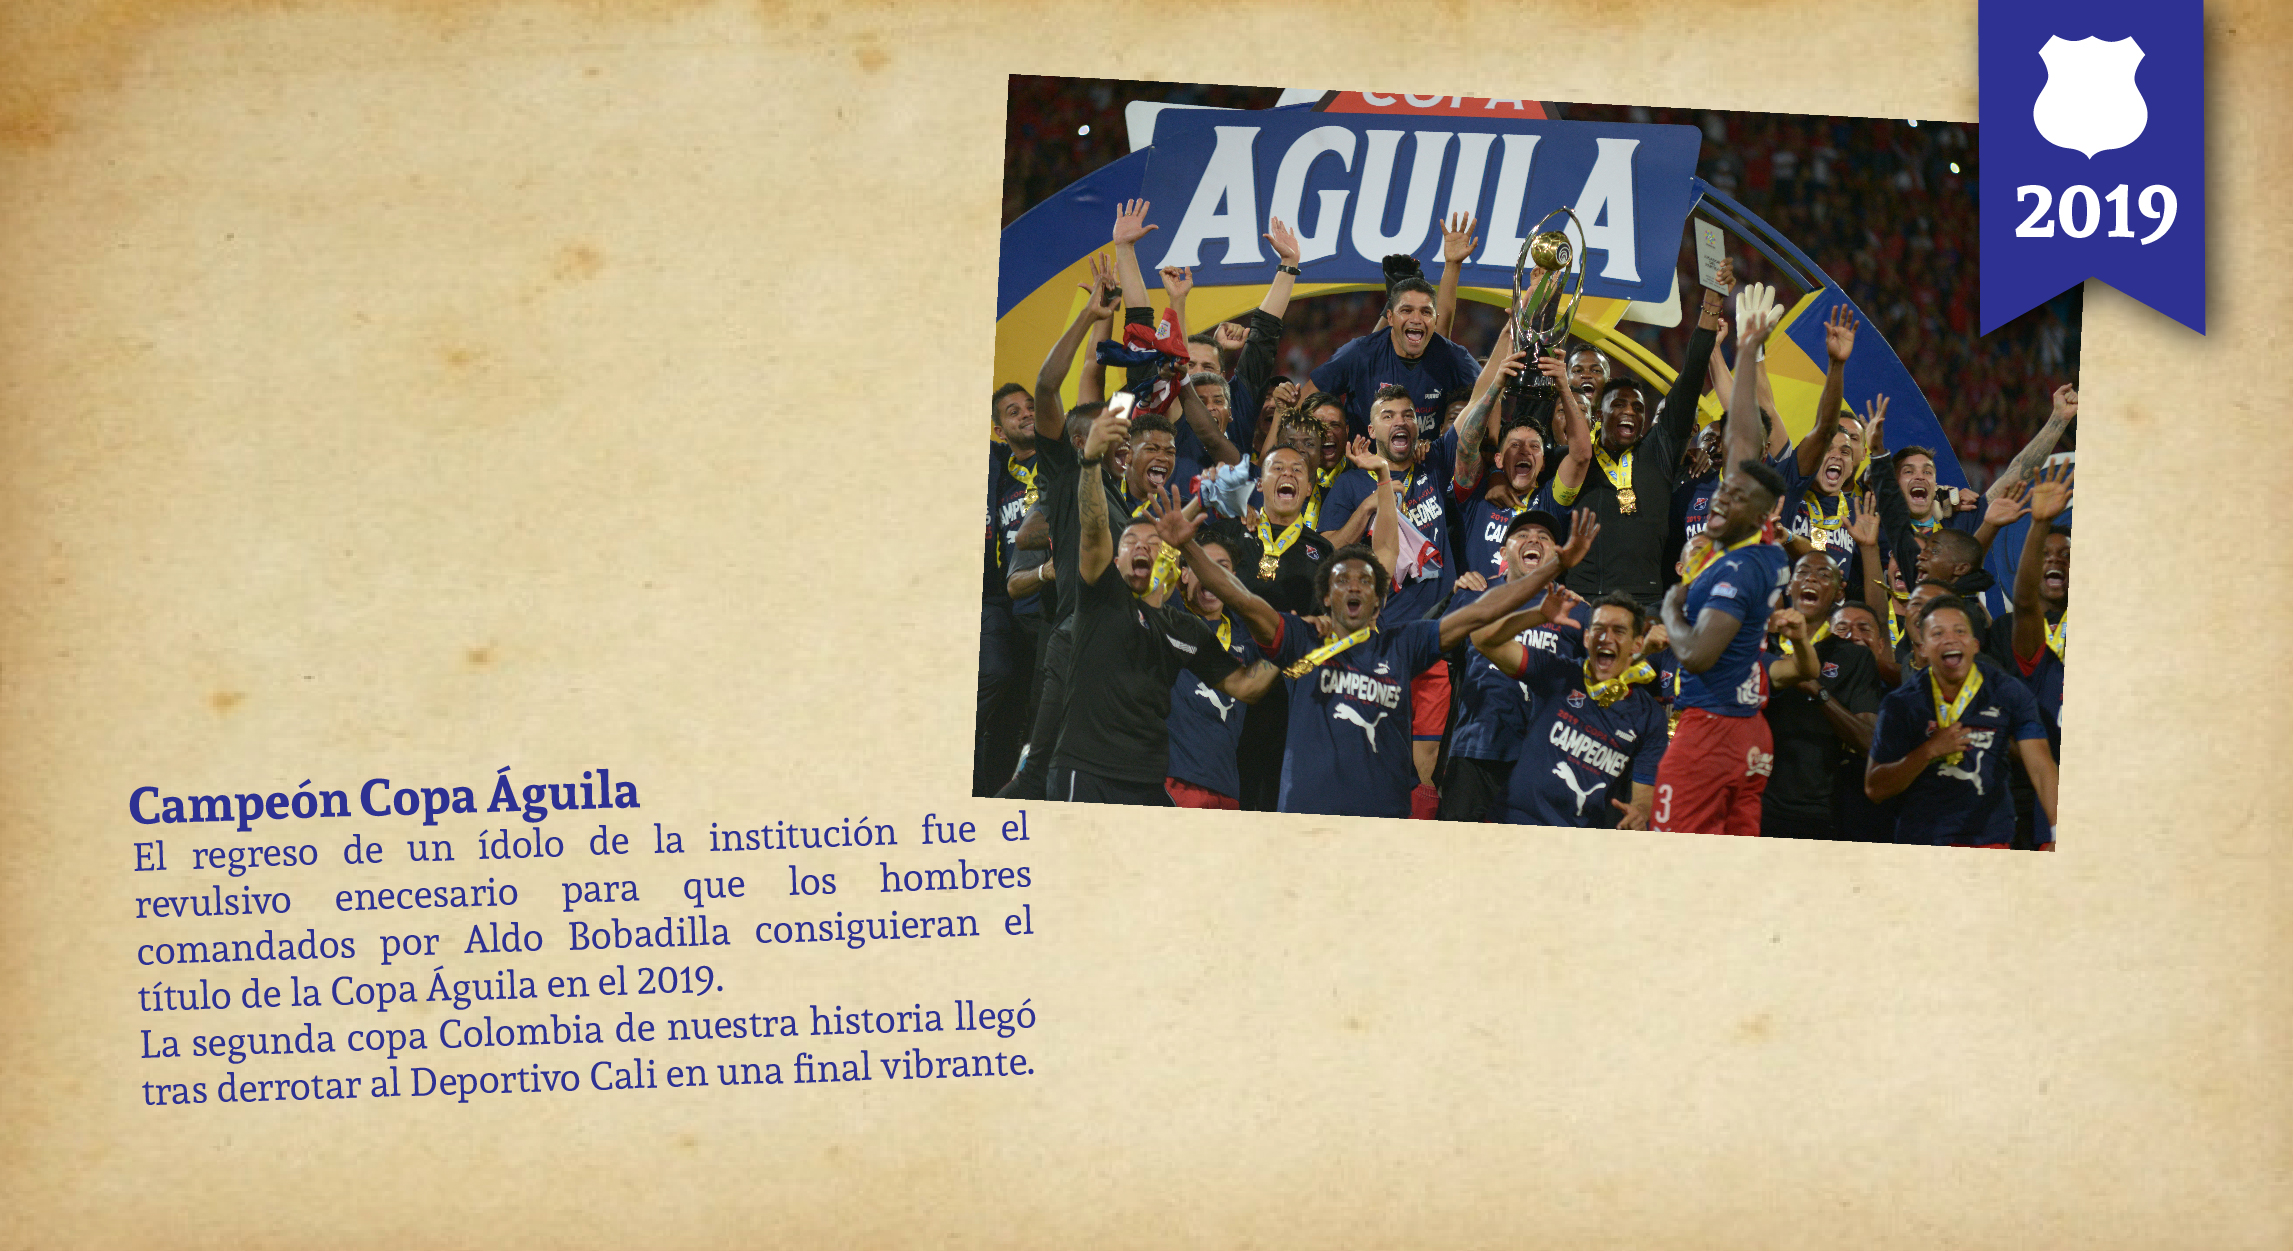 2019
COPA
AGUILA
CAMPEONES
CAMPEONES
3
Campeón Copa Águila
El regreso de un ídolo de la institución fue el
revulsivo enecesario para que los hombres
comandados por Aldo Bobadilla consiguieran el
título de la Copa Águila en el 2019.
La segunda copa Colombia de nuestra historia llegó
tras derrotar al Deportivo Cali en una final vibrante.